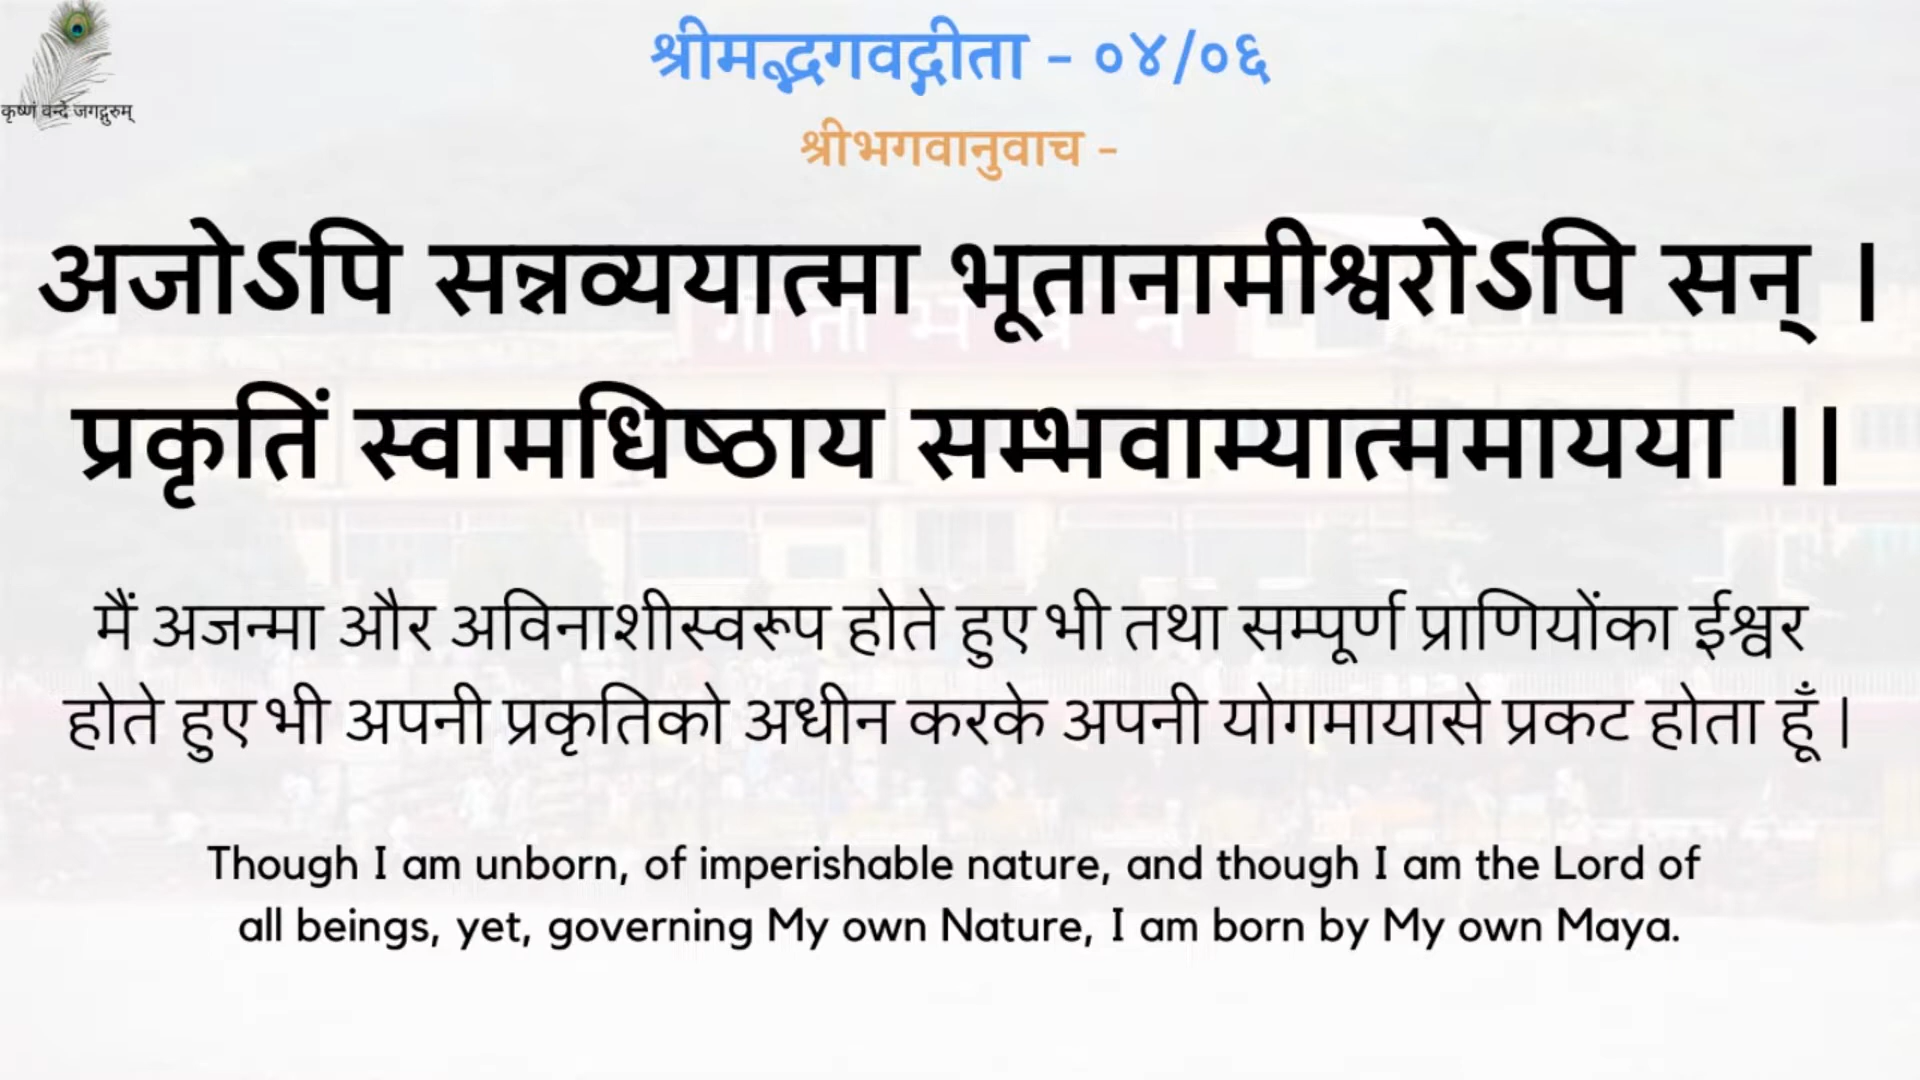 कृष्णं वन्दे जगद्गुरुम्
श्रीमद्भगवद्गीता - ०४/०६
श्रीभगवानुवाच -
अजोऽपि सन्नव्ययात्मा भूतानामीश्वरोऽपि सन् ।
प्रकृतिं स्वामधिष्ठाय सम्भवाम्यात्ममायया ।।
गीता भवन
मैं अजन्मा और अविनाशीस्वरूप होते हुए भी तथा सम्पूर्ण प्राणियोंका ईश्वर
होते हुए भी अपनी प्रकृतिको अधीन करके अपनी योगमायासे प्रकट होता हूँ ।
Though I am unborn, of imperishable nature, and though I am the Lord of
all beings, yet, governing My own Nature, I am born by My own Maya.